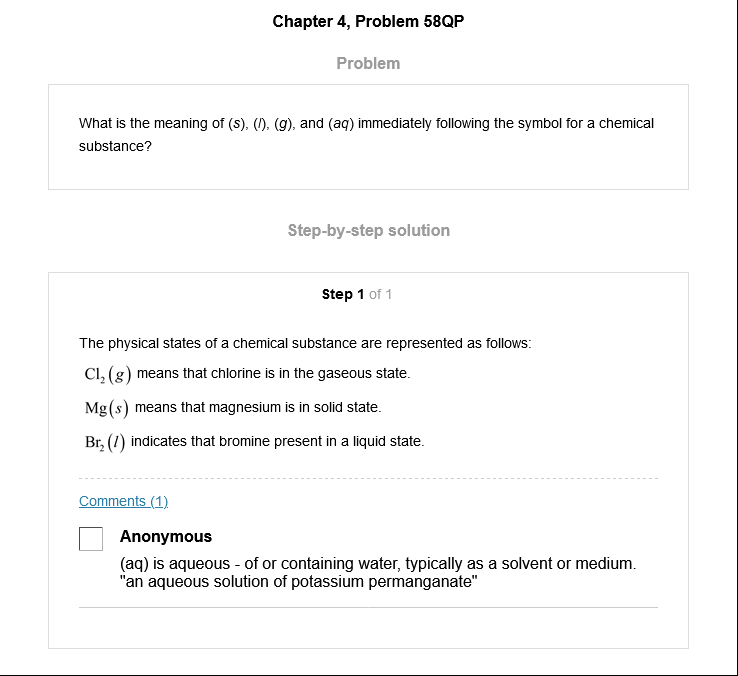 Chapter 4, Problem 58QP
Problem
What is the meaning of (s), (l), (g), and (aq) immediately following the symbol for a chemical
substance?
Step-by-step solution
Step 1 of 1
The physical states of a chemical substance are represented as follows:
Cl₂(g) means that chlorine is in the gaseous state.
Mg(s) means that magnesium is in solid state.
Br₂(l) indicates that bromine present in a liquid state.
Comments (1)
Anonymous
(aq) is aqueous - of or containing water, typically as a solvent or medium.
"an aqueous solution of potassium permanganate"